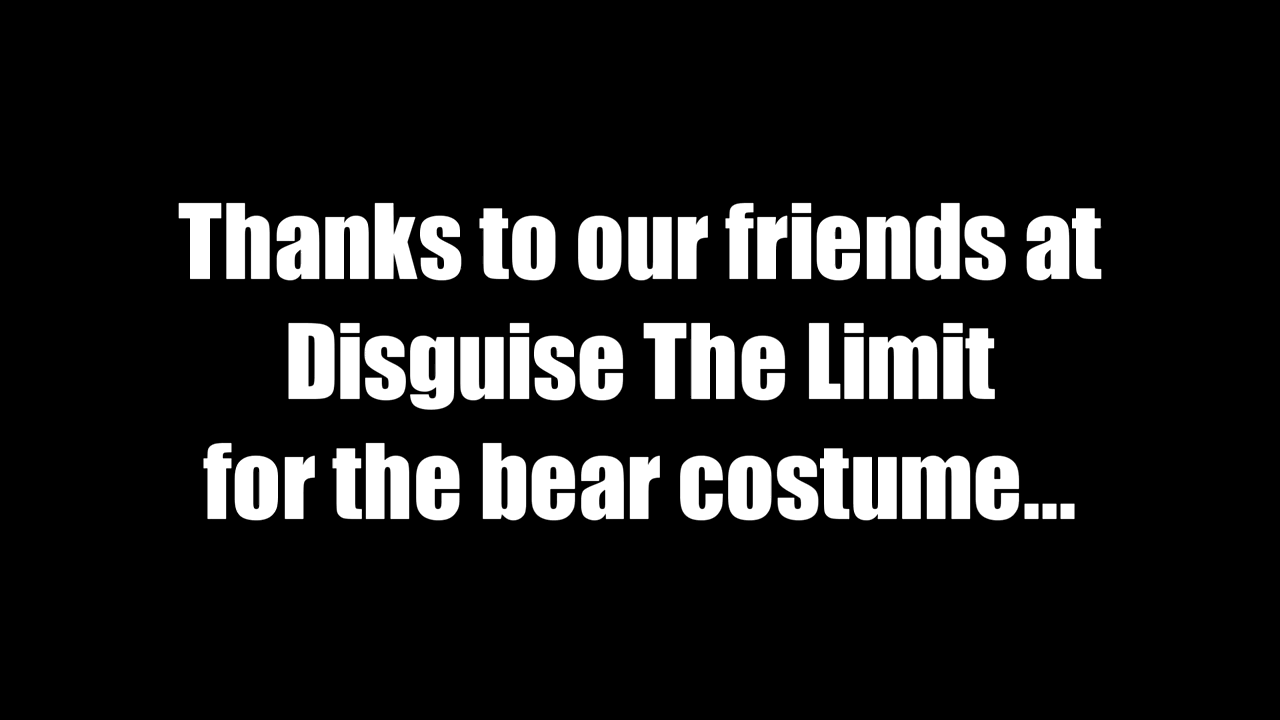 Thanks to our friends at
Disguise The Limit
for the bear costume...